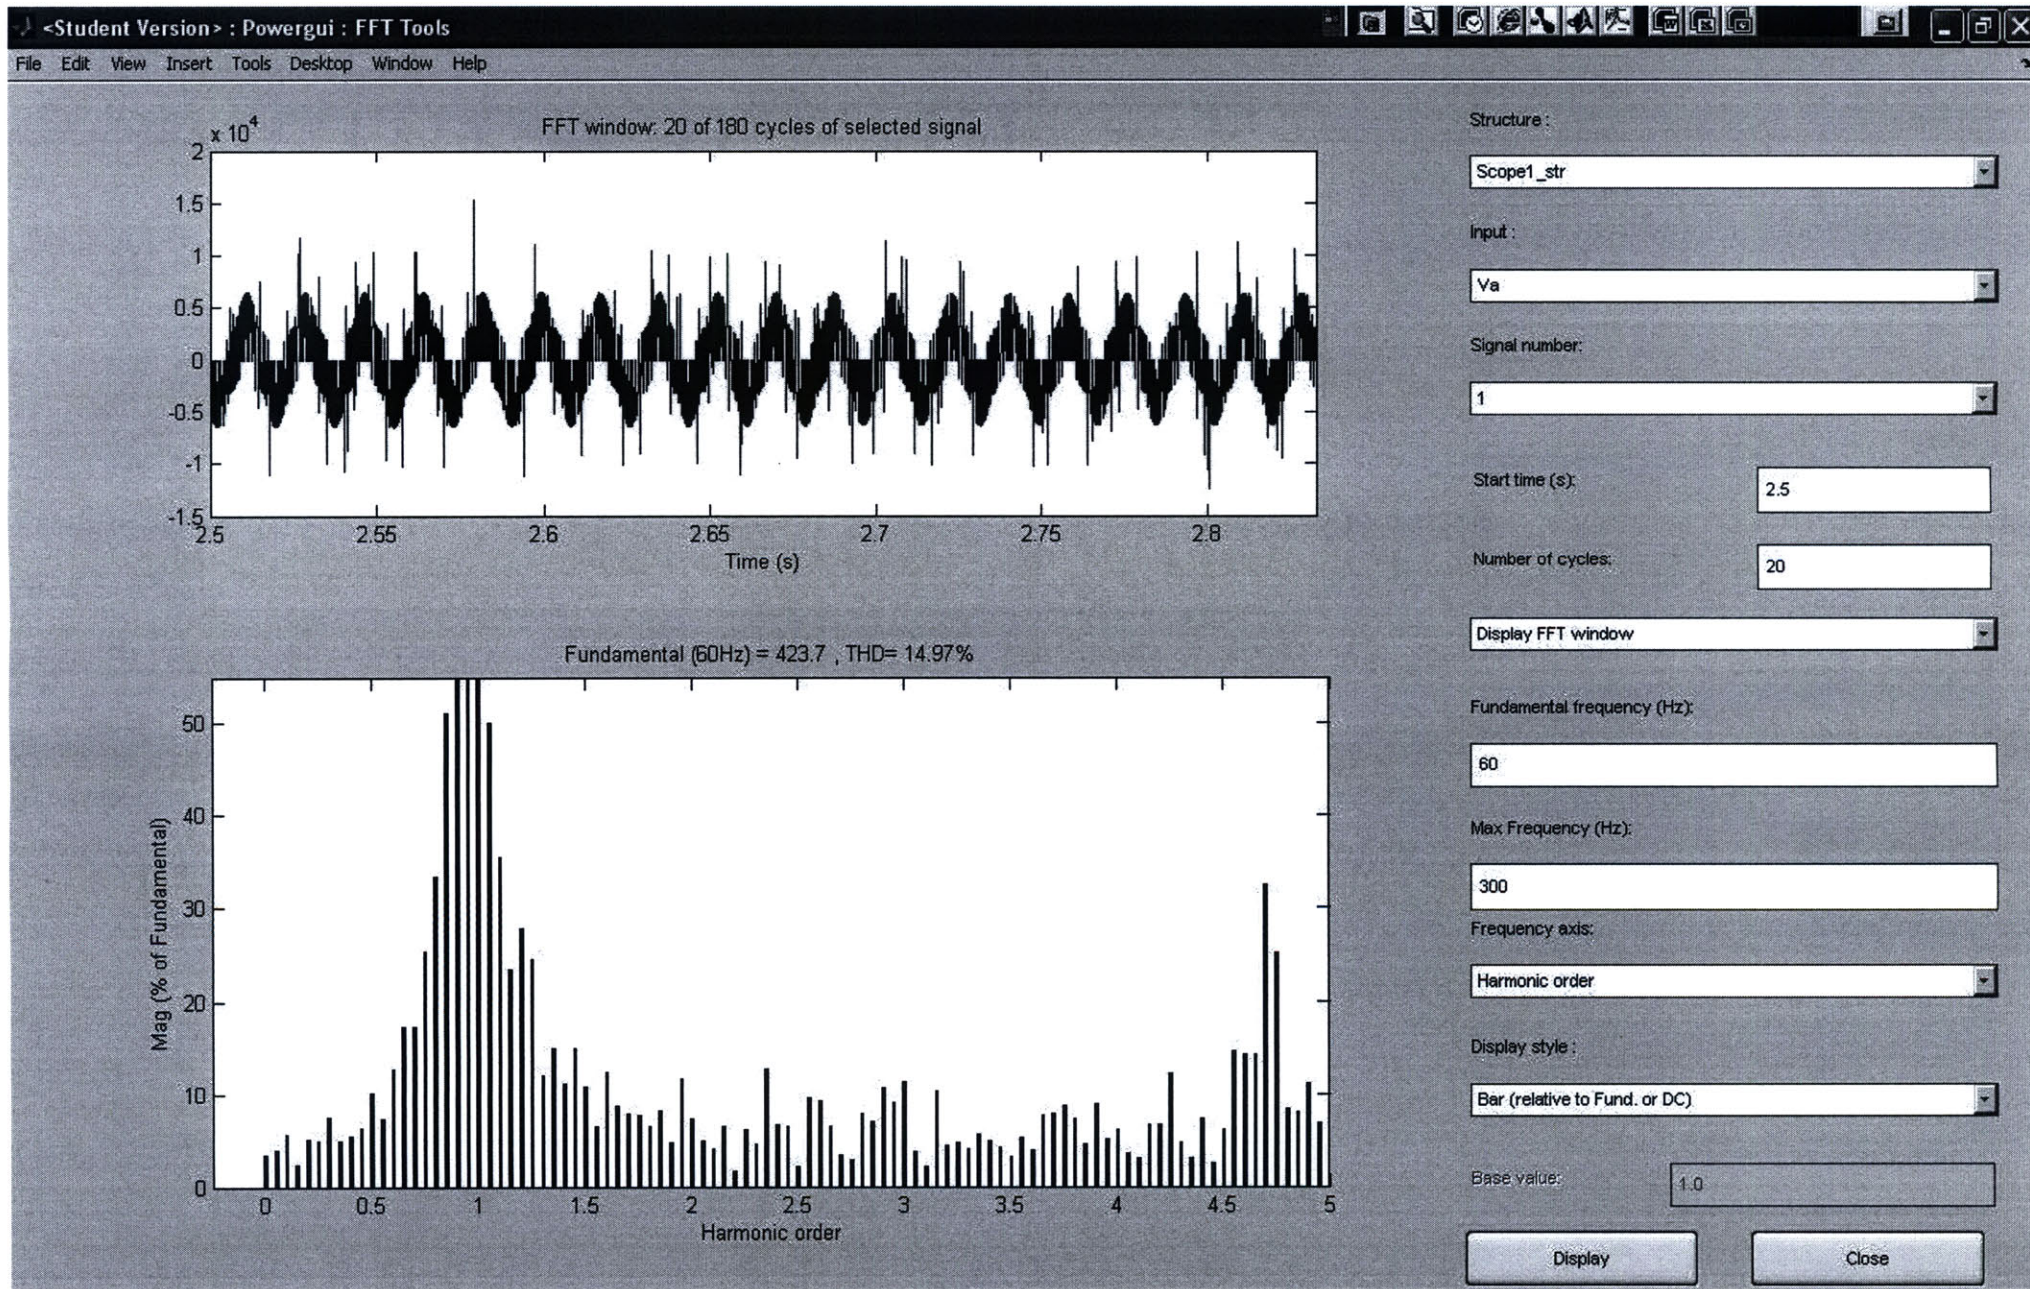 <Student Version> : Powergui : FFT Tools
File Edit View Insert Tools Desktop Window Help
x 10^4
FFT window: 20 of 180 cycles of selected signal
2
1.5
1
0.5
0
-0.5
-1
-1.5
2.5 2.55 2.6 2.65 2.7 2.75 2.8
Time (s)
Fundamental (60Hz) = 423.7 , THD= 14.97%
Mag (% of Fundamental)
50
40
30
20
10
0
0 0.5 1 1.5 2 2.5 3 3.5 4 4.5 5
Harmonic order
Structure :
Scope1_str
Input :
Va
Signal number:
1
Start time (s):
2.5
Number of cycles:
20
Display FFT window
Fundamental frequency (Hz):
60
Max Frequency (Hz):
300
Frequency axis:
Harmonic order
Display style :
Bar (relative to Fund. or DC)
Base value:
1.0
Display
Close